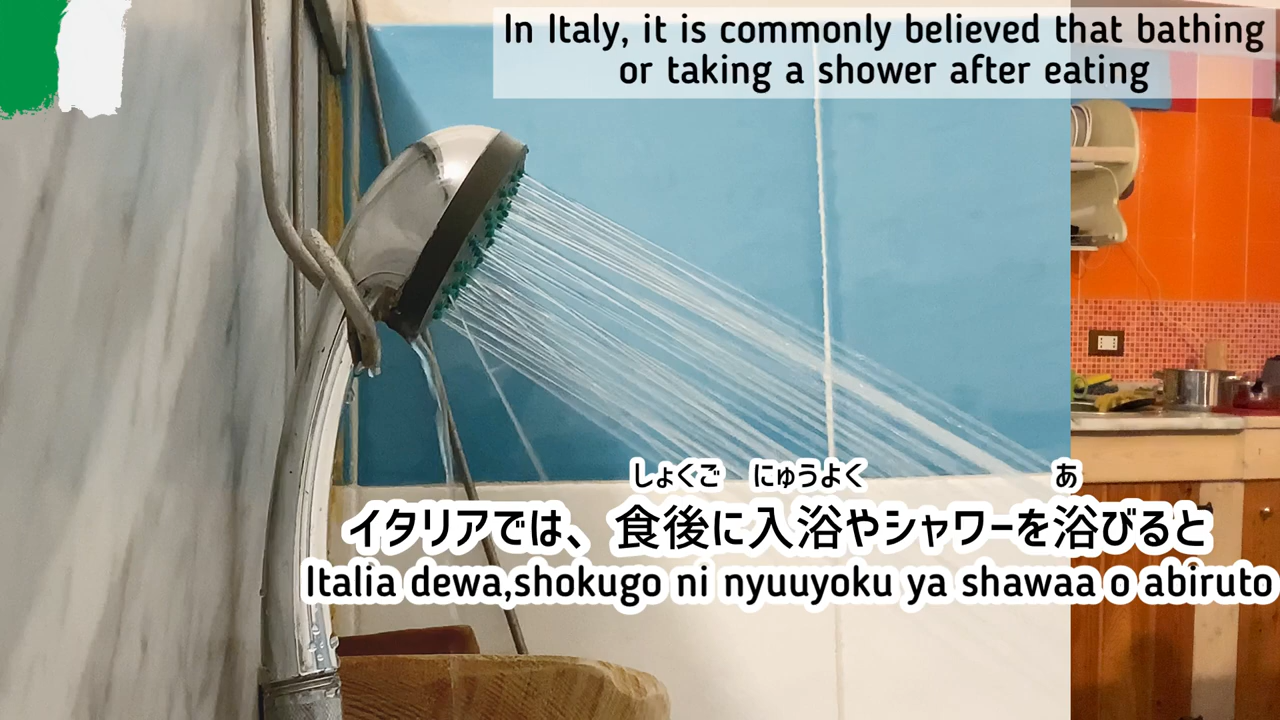 In Italy, it is commonly believed that bathing
or taking a shower after eating
しょくご にゅうよく あ
イタリアでは、食後に入浴やシャワーを浴びると
Italia dewa,shokugo ni nyuuyoku ya shawaa o abiruto